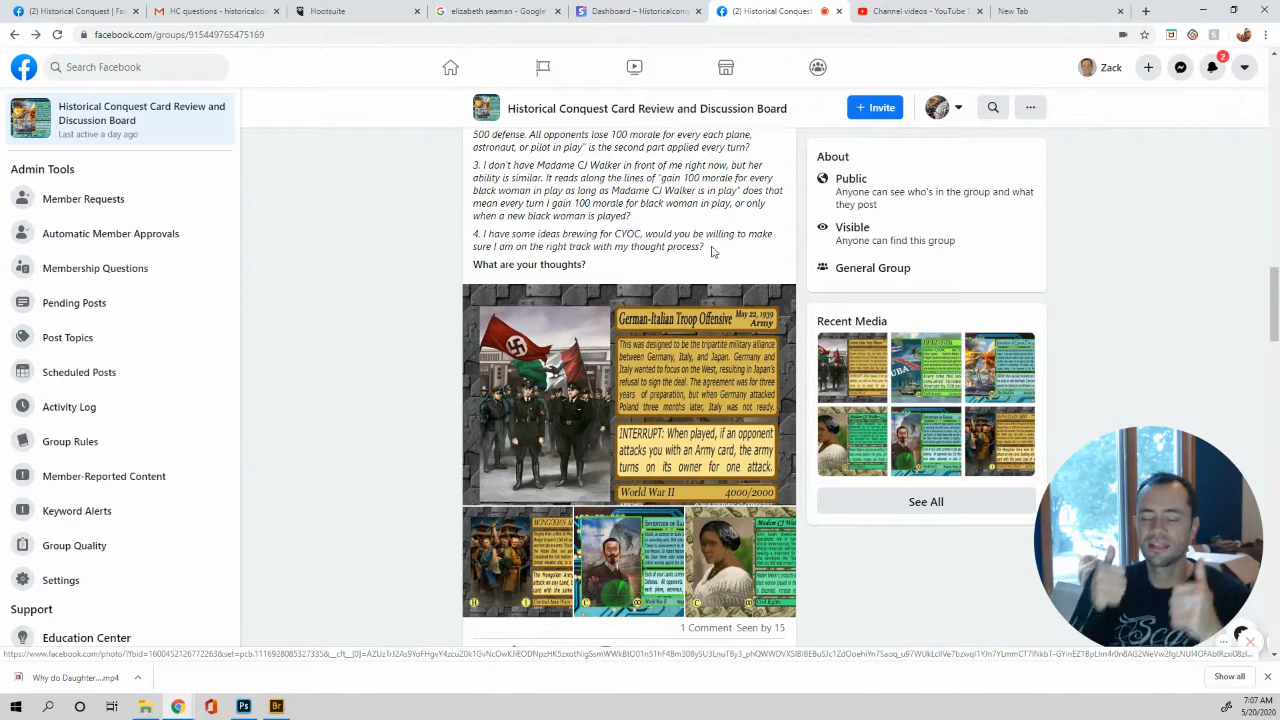 (2) Historical Conquest | Fac
HC questions - historicalco
Hootsuite
elizabeth seaman - Google
Dashboard – Historicalcong
(2) Historical Conquest
Channel videos - YouTube S
New Tab
facebook.com/groups/915449765475169
Search Facebook
Zack
2
Historical Conquest Card Review and
Discussion Board
Last active a day ago
Admin Tools
Member Requests
Automatic Member Approvals
Membership Questions
Pending Posts
Post Topics
Scheduled Posts
Activity Log
Group Rules
Member-Reported Content
Keyword Alerts
Group Quality
Settings
Support
Education Center
Historical Conquest Card Review and Discussion Board
+ Invite
500 defense. All opponents lose 100 morale for every each plane,
astronaut, or pilot in play" is the second part applied every turn?
3. I don't have Madame CJ Walker in front of me right now, but her
ability is similar. It reads along the lines of "gain 100 morale for every
black woman in play as long as Madame CJ Walker is in play" does that
mean every turn I gain 100 morale for black woman in play, or only
when a new black woman is played?
4. I have some ideas brewing for CYOC, would you be willing to make
sure I am on the right track with my thought process?
What are your thoughts?
German-Italian Troop Offensive
May 22, 1939
Army
This was designed to be the tripartite military alliance
between Germany, Italy, and Japan. Germany and
Italy wanted to focus on the West, resulting in Japan's
refusal to sign the deal. The agreement was for three
years of preparation, but when Germany attacked
Poland three months later, Italy was not ready.
INTERRUPT: When played, if an opponent
attacks you with an Army card, the army
turns on its owner for one attack.
World War II
4000/2000
MONGOLIAN
INVENTION OF RA
Madam CJ Wa
Civil Rights
1 Comment Seen by 15
About
Public
Anyone can see who's in the group and what
they post
Visible
Anyone can find this group
General Group
Recent Media
See All
Why do Daughter....mp4
Show all
7:07 AM
5/20/2020